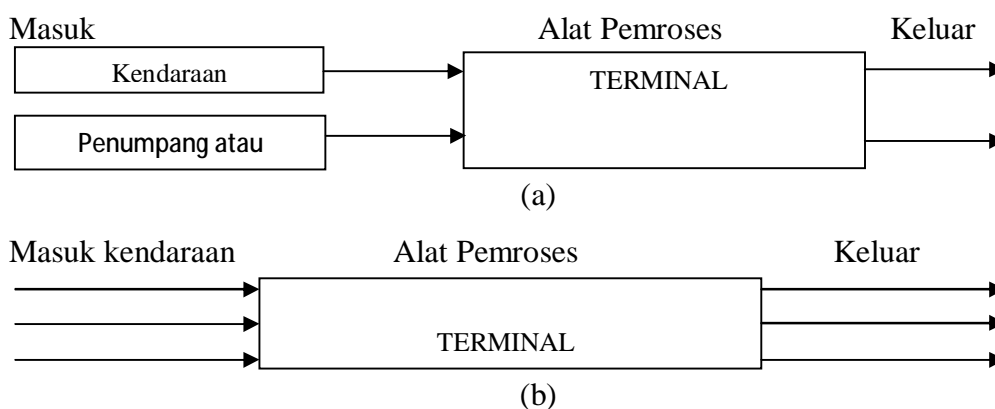 Masuk Alat Pemroses Keluar
Kendaraan
TERMINAL
Penumpang atau
(a)
Masuk kendaraan Alat Pemroses Keluar
TERMINAL
(b)